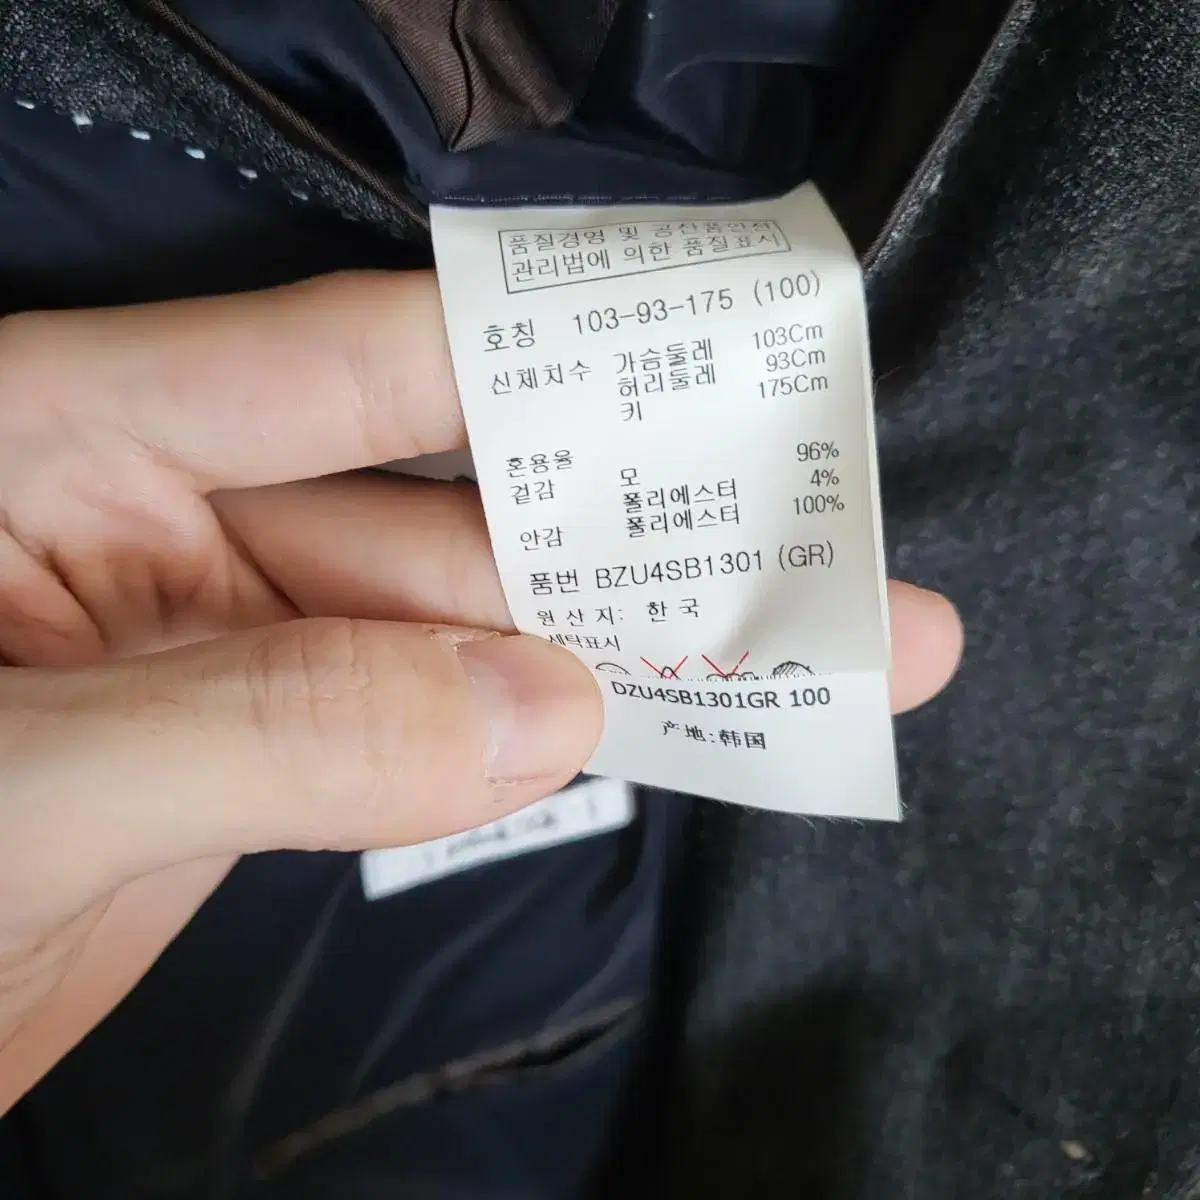 품질경영 및 공산품안전
관리법에 의한 품질표시
호칭 103-93-175 (100)
신체치수 가슴둘레 103Cm
허리둘레 93Cm
키 175Cm
혼용율
겉감 모 96%
폴리에스터 4%
안감 폴리에스터 100%
품번 BZU4SB1301 (GR)
원산지: 한국
세탁표시
DZU4SB1301GR 100
产地:韩国